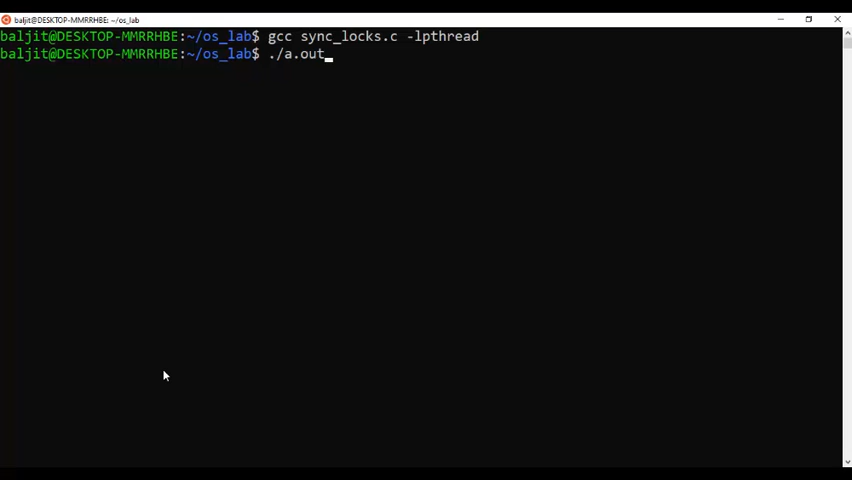 baljit@DESKTOP-MMRRHBE: ~/os_lab
baljit@DESKTOP-MMRRHBE:~/os_lab$ gcc sync_locks.c -lpthread
baljit@DESKTOP-MMRRHBE:~/os_lab$ ./a.out